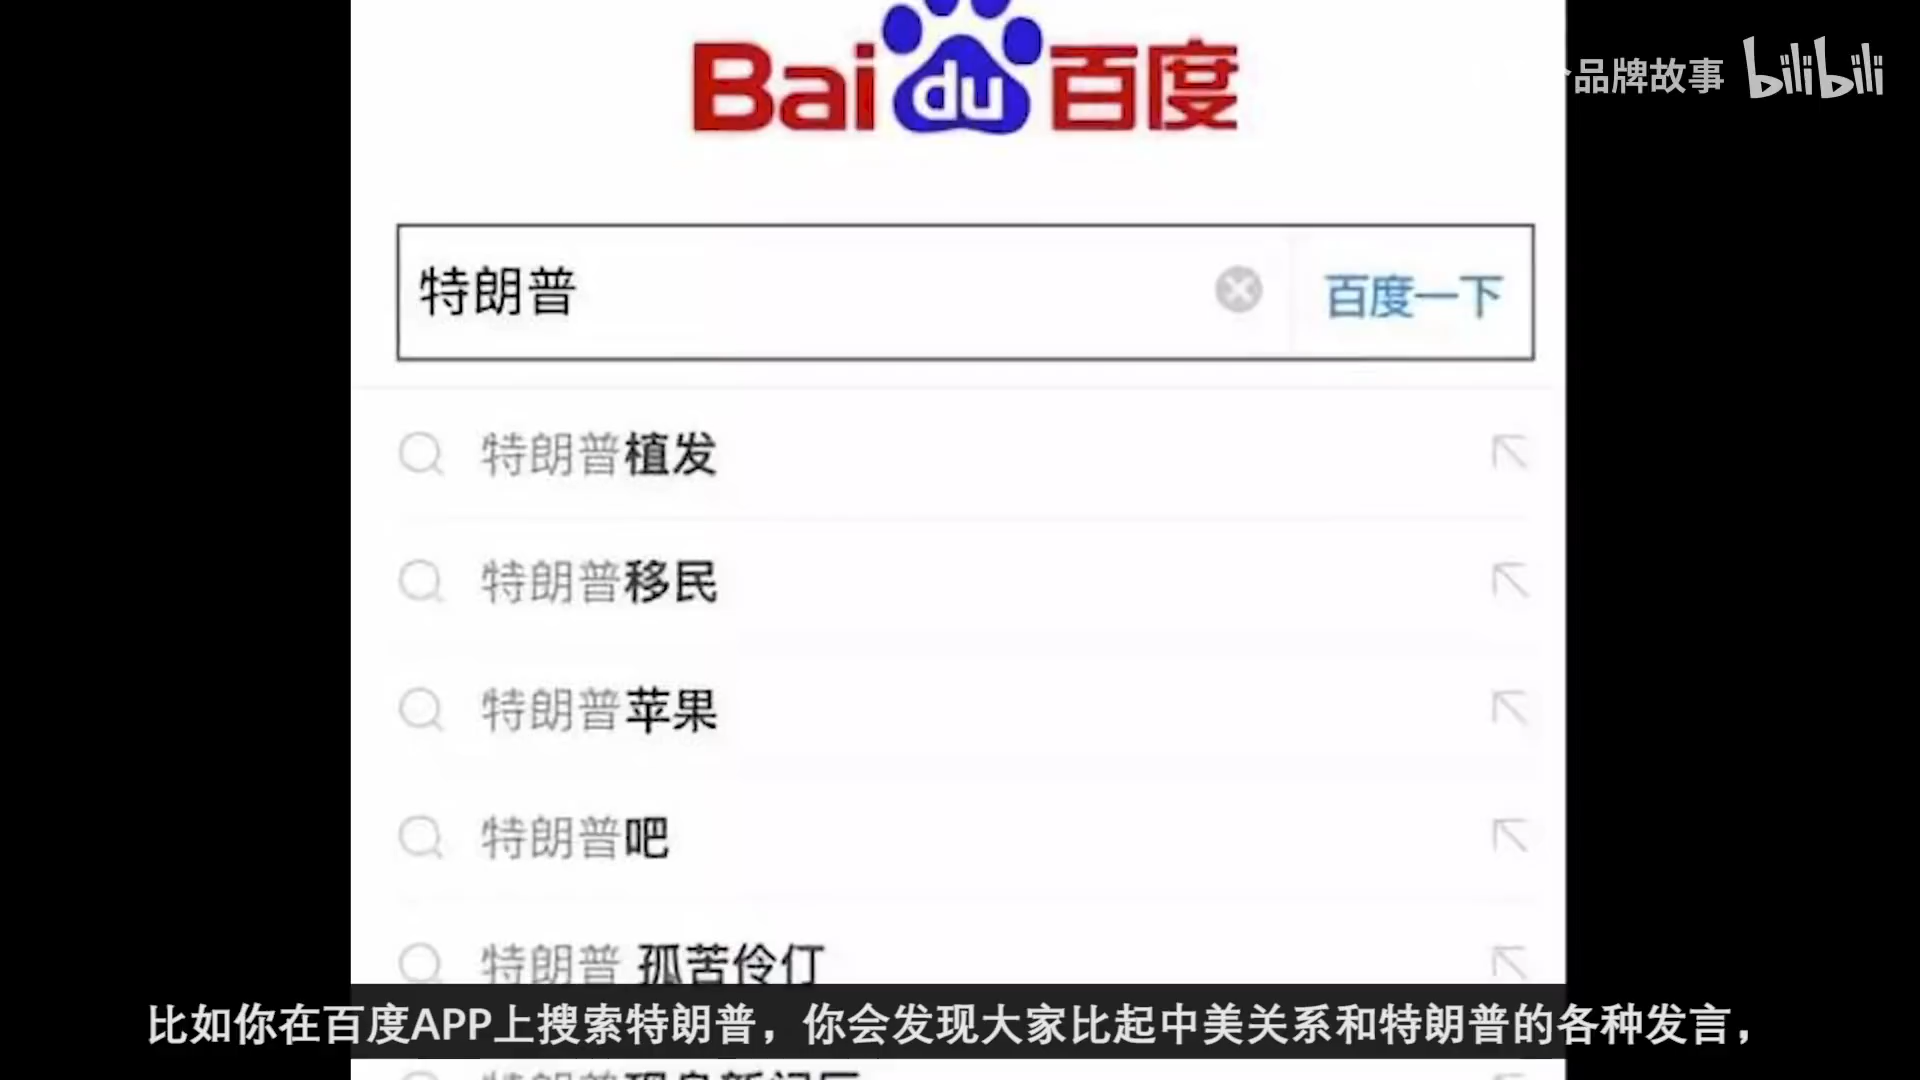 Bai du 百度
品牌故事 bilibili
特朗普 百度一下
特朗普植发
特朗普移民
特朗普苹果
特朗普吧
特朗普 孤苦伶仃
比如你在百度APP上搜索特朗普，你会发现大家比起中美关系和特朗普的各种发言，